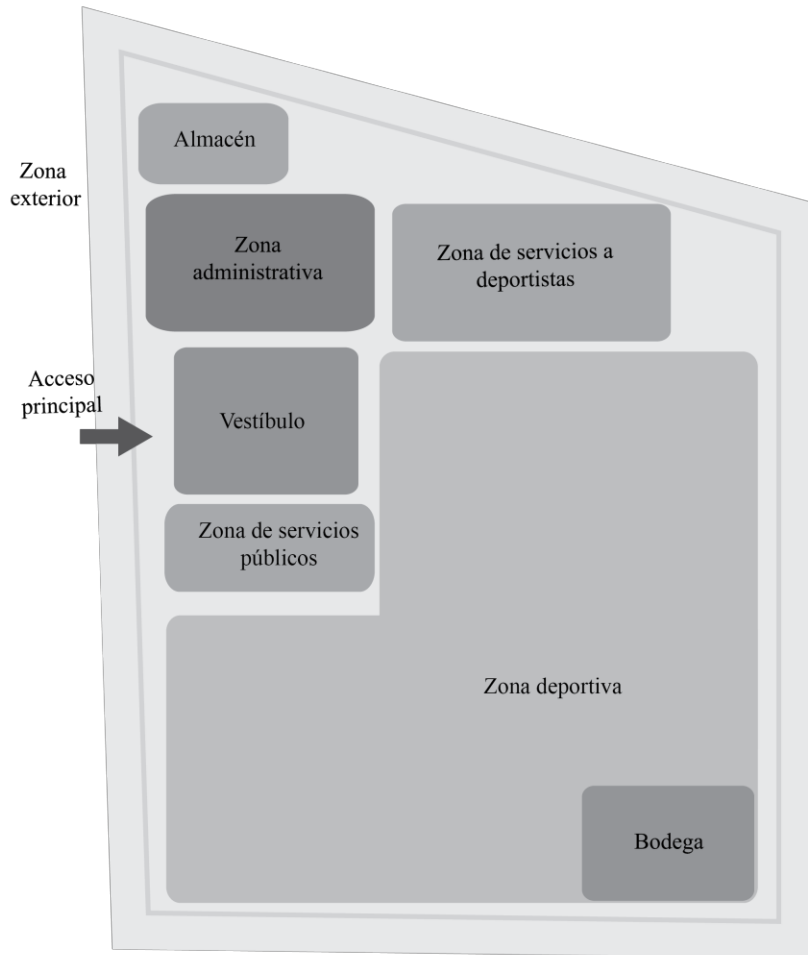 Almacén
Zona
exterior
Zona
administrativa
Zona de servicios a
deportistas
Acceso
principal
Vestíbulo
Zona de servicios
públicos
Zona deportiva
Bodega